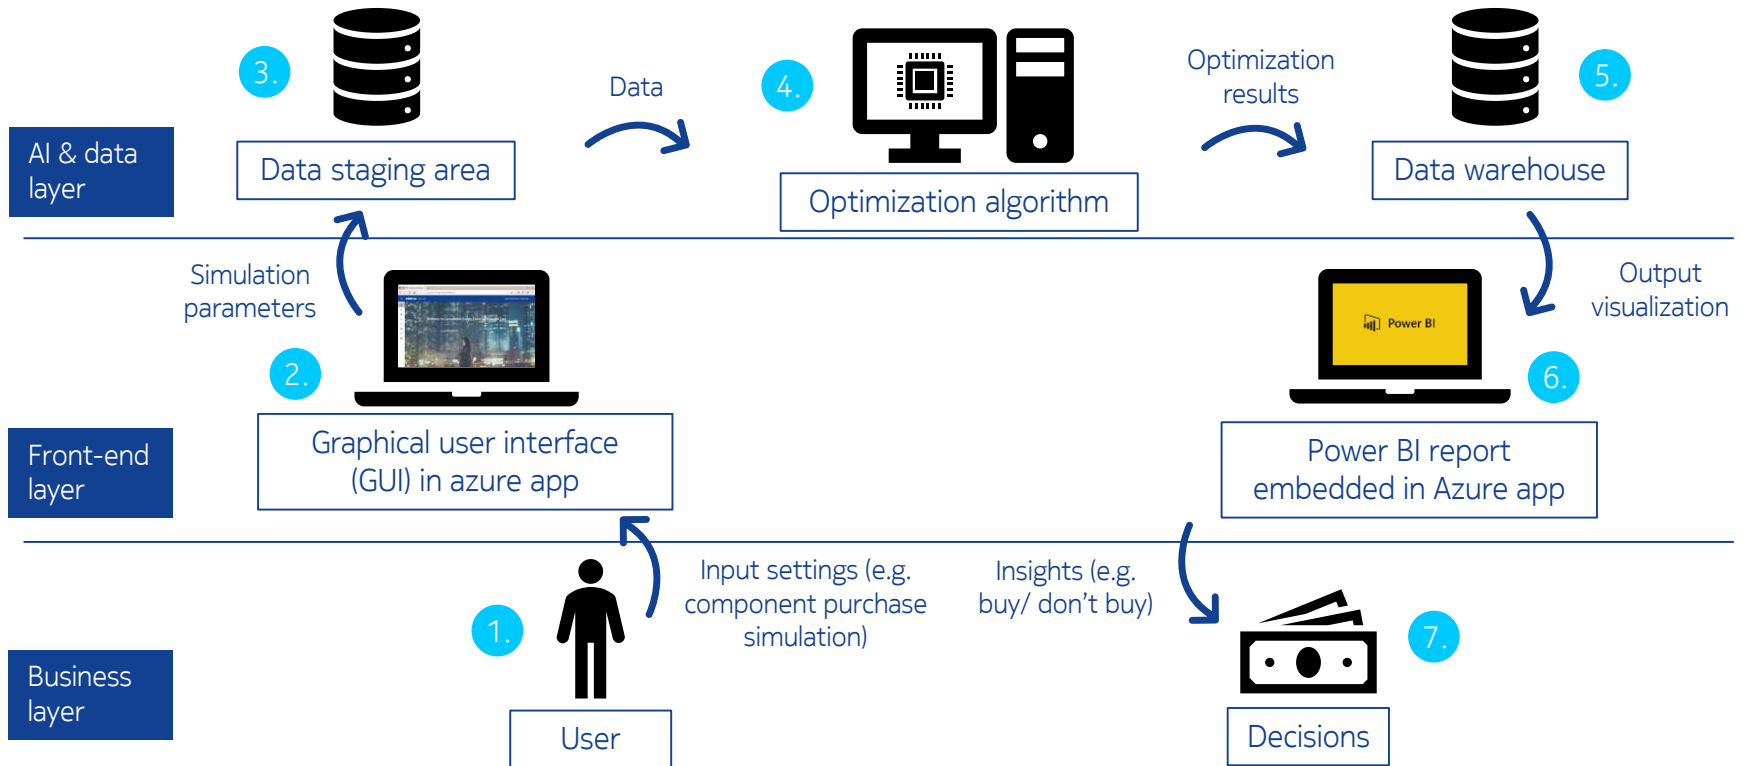 3.
Data
4.
Optimization
results
5.
AI & data
layer
Data staging area
Optimization algorithm
Data warehouse
Simulation
parameters
Output
visualization
Power BI
2.
6.
Front-end
layer
Graphical user interface
(GUI) in azure app
Power BI report
embedded in Azure app
1.
Input settings (e.g.
component purchase
simulation)
Insights (e.g.
buy/ don't buy)
7.
Business
layer
User
Decisions